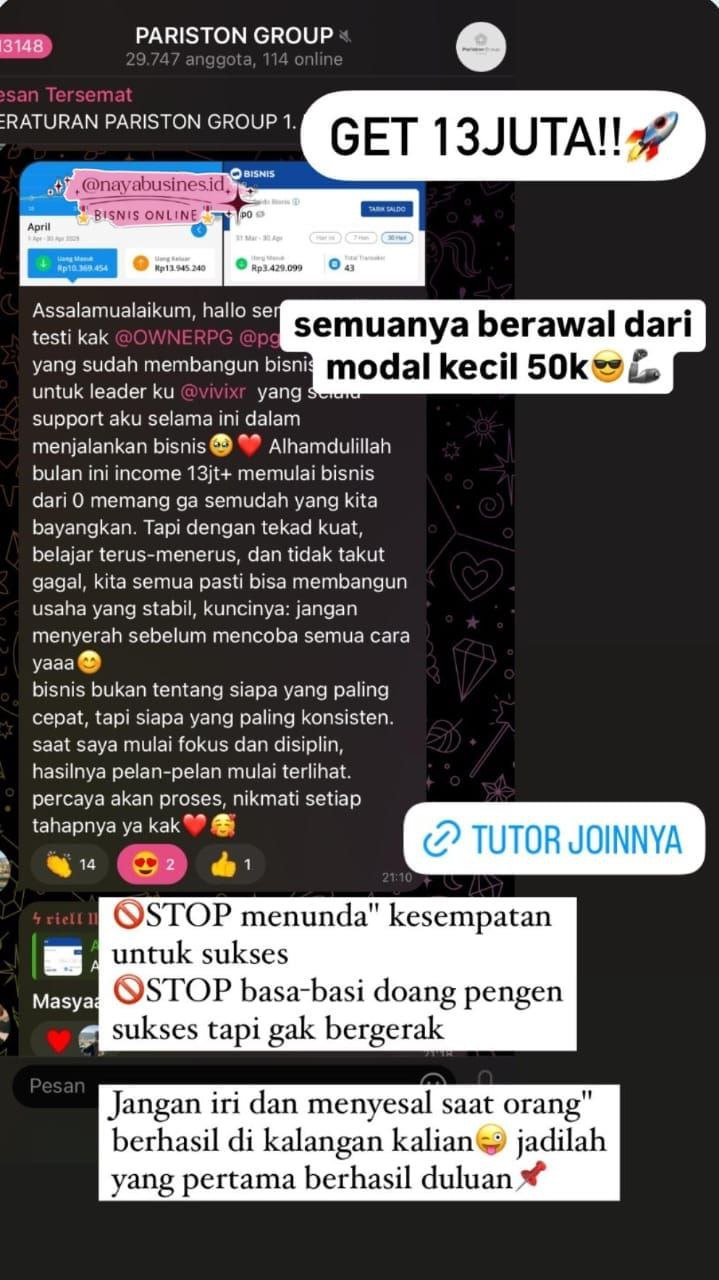 13148
PARISTON GROUP
29.747 anggota, 114 online
esan Tersemat
ERATURAN PARISTON GROUP 1.
GET 13JUTA!!🚀
@nayabusines.id
BISNIS ONLINE
BISNIS
April
1 Apr - 30 Apr
Uang Masuk
Rp10.369.454
Uang Keluar
Rp13.945.240
Saldo Bisnis
Rp0
TARIK SALDO
31 Mar - 30 Apr
Hari Ini
7 Hari
30 Hari
Uang Masuk
Rp3.429.099
Total Transaksi
43
semuanya berawal dari
modal kecil 50k😎🦾
Assalamualaikum, hallo
testi kak @OWNERPG @pg
yang sudah membangun bisnis
untuk leader ku @vivixr yang selalu
support aku selama ini dalam
menjalankan bisnis🥹❤️ Alhamdulillah
bulan ini income 13jt+ memulai bisnis
dari 0 memang ga semudah yang kita
bayangkan. Tapi dengan tekad kuat,
belajar terus-menerus, dan tidak takut
gagal, kita semua pasti bisa membangun
usaha yang stabil, kuncinya: jangan
menyerah sebelum mencoba semua cara
yaaa😊
bisnis bukan tentang siapa yang paling
cepat, tapi siapa yang paling konsisten.
saat saya mulai fokus dan disiplin,
hasilnya pelan-pelan mulai terlihat.
percaya akan proses, nikmati setiap
tahapnya ya kak❤️🥰
👏 14
😍 2
👍 1
21:10
TUTOR JOINNYA
🚫STOP menunda" kesempatan
untuk sukses
🚫STOP basa-basi doang pengen
sukses tapi gak bergerak
Masyaa
Pesan
Jangan iri dan menyesal saat orang"
berhasil di kalangan kalian😜 jadilah
yang pertama berhasil duluan📌